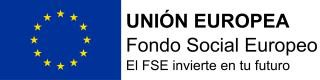 UNIÓN EUROPEA
Fondo Social Europeo
El FSE invierte en tu futuro